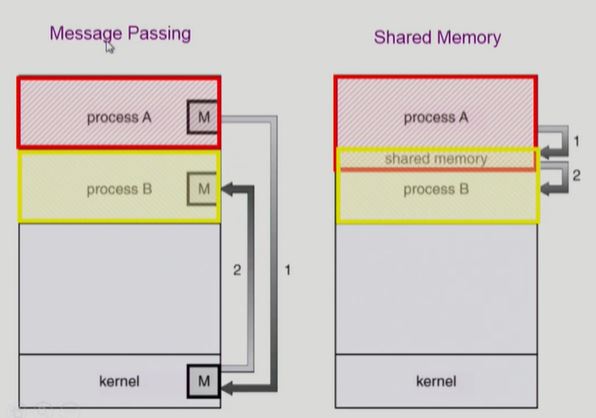 Message Passing
process A
M
process B
M
2
1
kernel
M
Shared Memory
process A
1
shared memory
2
process B
kernel